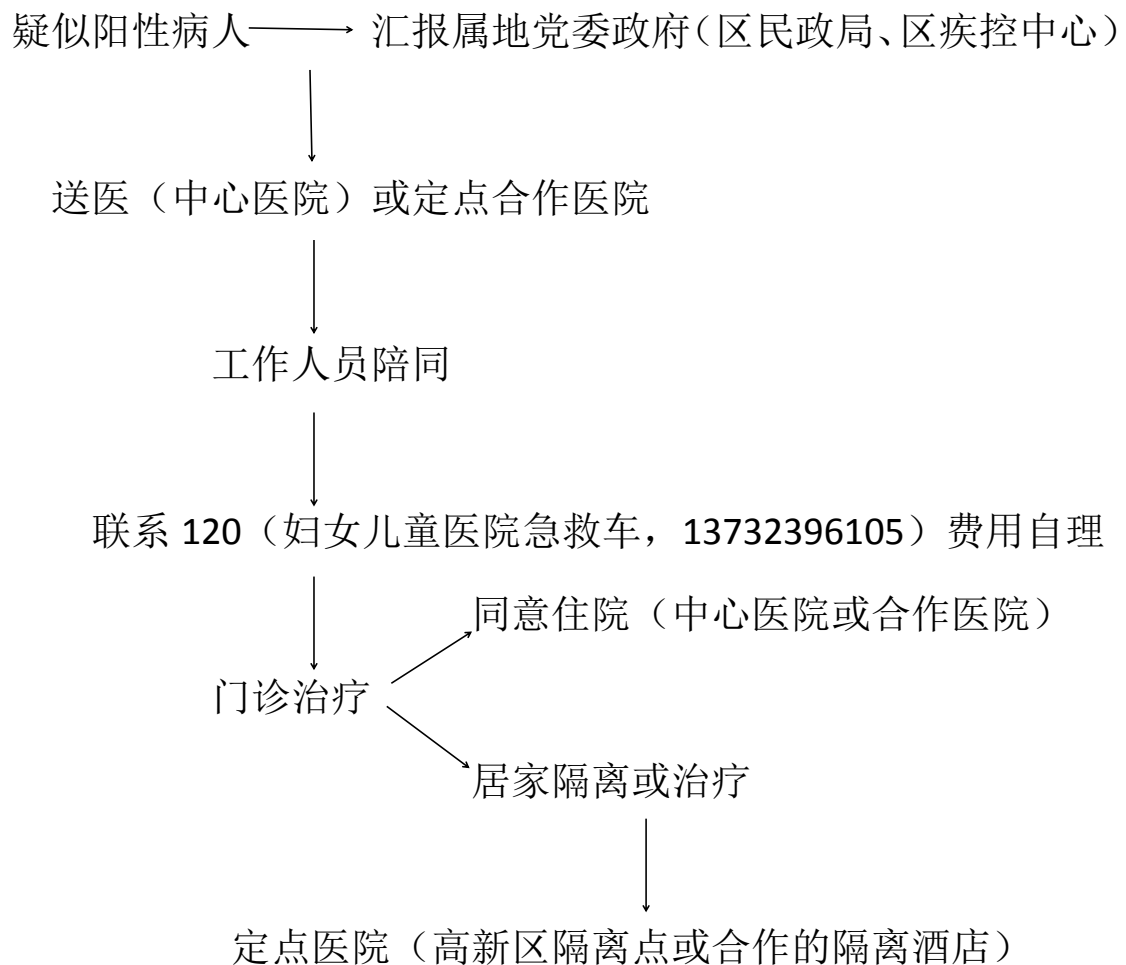 疑似阳性病人 汇报属地党委政府（区民政局、区疾控中心）
送医（中心医院）或定点合作医院
工作人员陪同
联系 120（妇女儿童医院急救车，13732396105）费用自理
同意住院（中心医院或合作医院）
门诊治疗
居家隔离或治疗
定点医院（高新区隔离点或合作的隔离酒店）